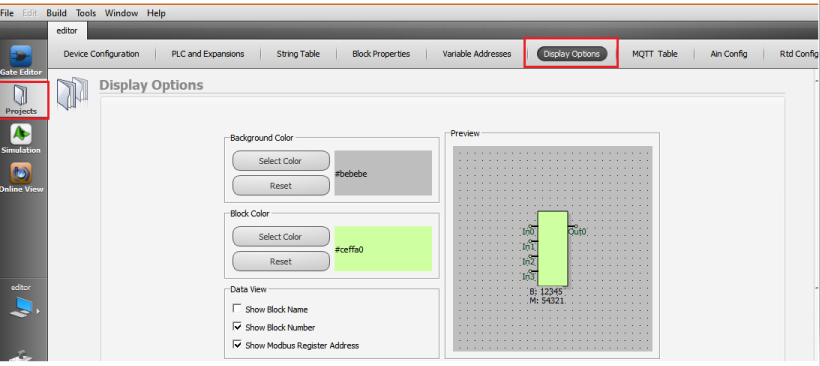 File Edit Build Tools Window Help
editor
Device Configuration PLC and Expansions String Table Block Properties Variable Addresses Display Options MQTT Table Ain Config Rtd Config
Gate Editor
Projects
Simulation
Online View
editor
Display Options
Background Color
Select Color
#bebebe
Reset
Block Color
Select Color
#ceffa0
Reset
Data View
Show Block Name
Show Block Number
Show Modbus Register Address
Preview
In0 Out0
In1
In2
In3
B: 12345
M: 54321